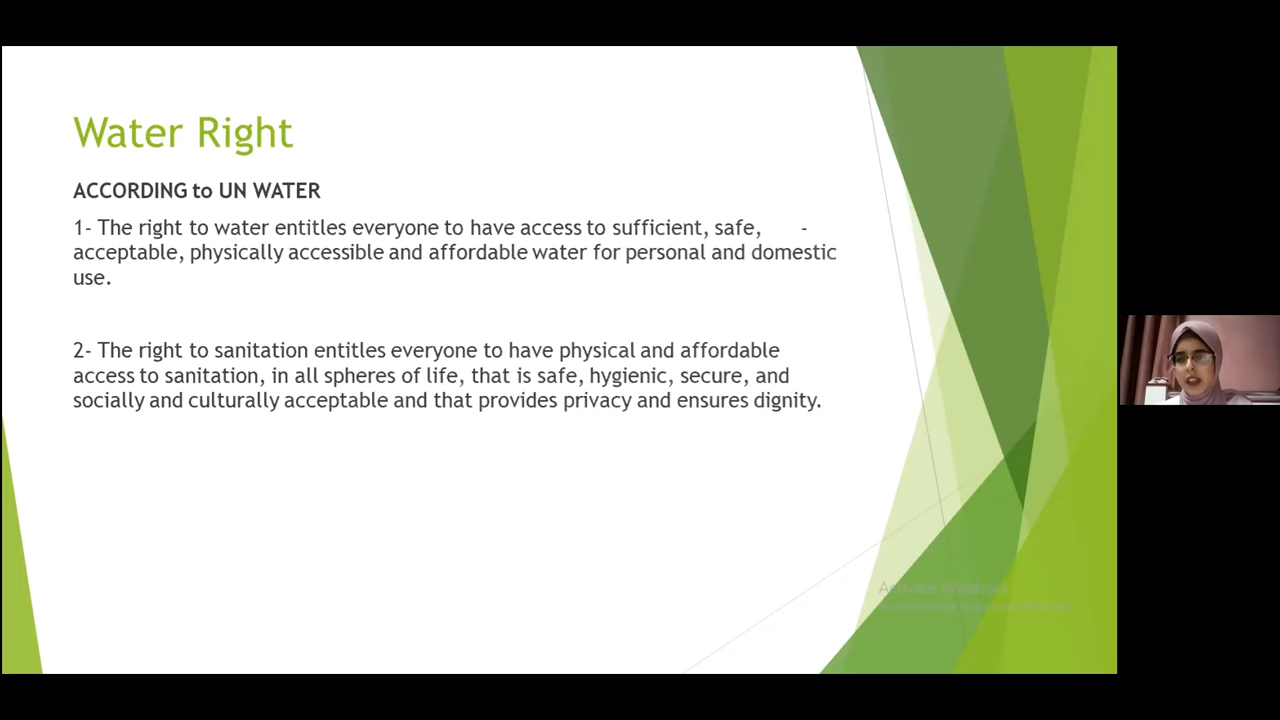 Water Right
ACCORDING to UN WATER
1- The right to water entitles everyone to have access to sufficient, safe, -
acceptable, physically accessible and affordable water for personal and domestic
use.
2- The right to sanitation entitles everyone to have physical and affordable
access to sanitation, in all spheres of life, that is safe, hygienic, secure, and
socially and culturally acceptable and that provides privacy and ensures dignity.
Activate Windows